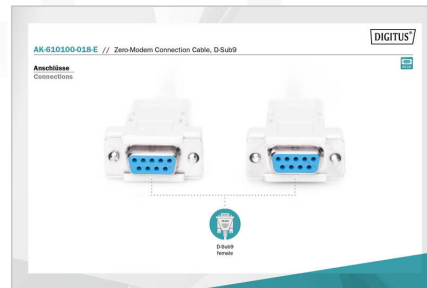 DIGITUS®
AK-610100-018-E // Zero-Modem Connection Cable, D-Sub9
Anschlüsse
Connections
D-Sub9
female